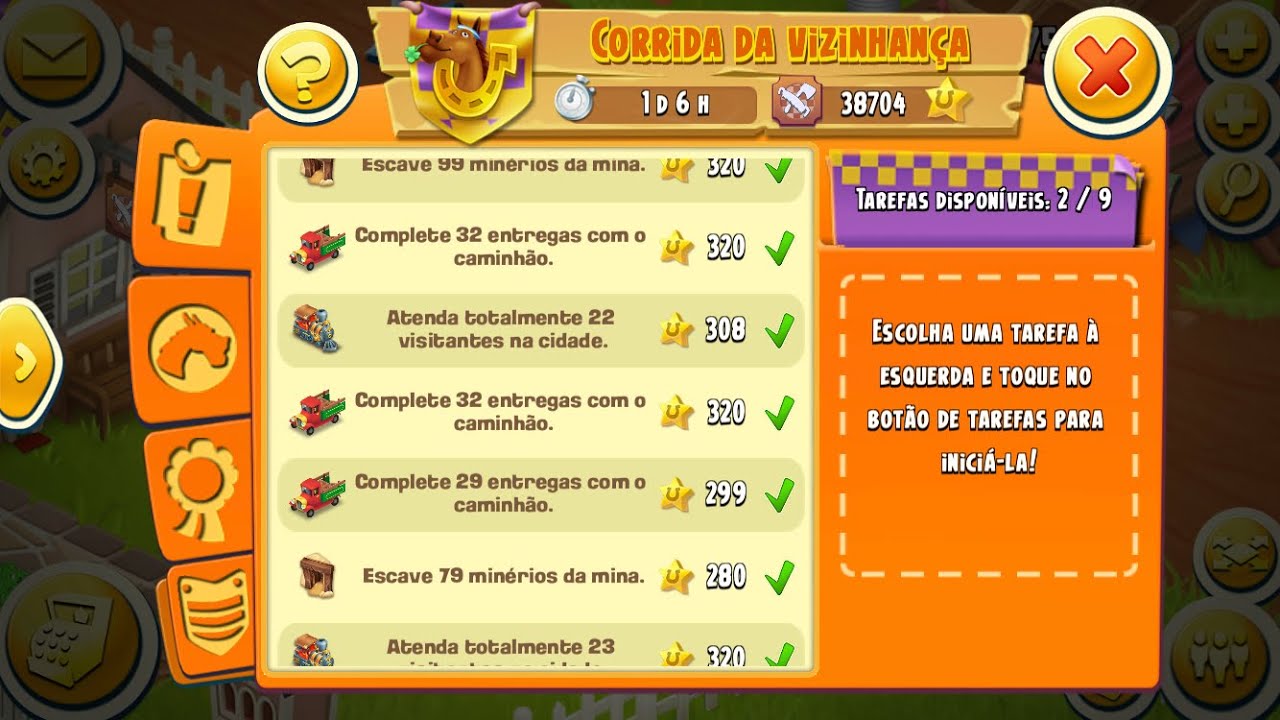 CORRIDA DA VIZINHANÇA
1 D 6 H
38704
Escave 99 minérios da mina.
320
Complete 32 entregas com o
caminhão.
320
Atenda totalmente 22
visitantes na cidade.
308
Complete 32 entregas com o
caminhão.
320
Complete 29 entregas com o
caminhão.
299
Escave 79 minérios da mina.
280
Atenda totalmente 23
320
TAREFAS DISPONÍVEIS: 2 / 9
ESCOLHA UMA TAREFA À
ESQUERDA E TOQUE NO
BOTÃO DE TAREFAS PARA
INICIÁ-LA!